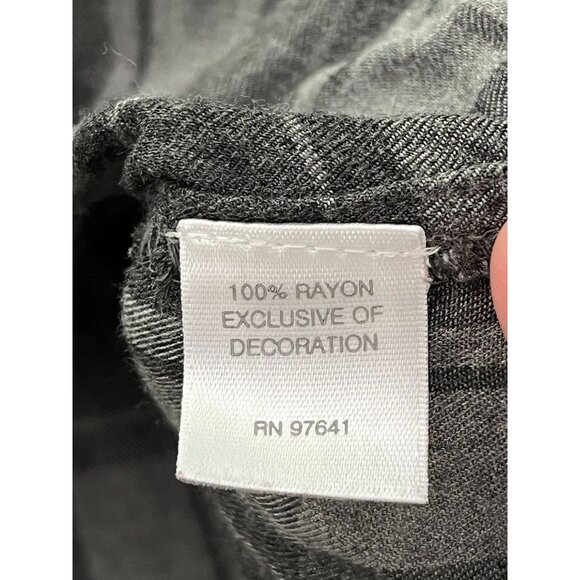 100% RAYON
EXCLUSIVE OF
DECORATION
RN 97641